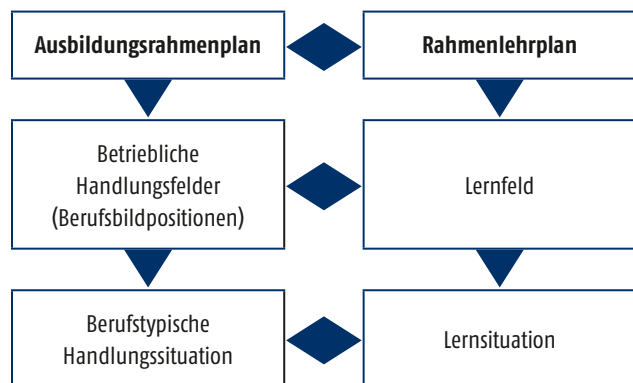 Ausbildungsrahmenplan
Rahmenlehrplan
Betriebliche
Handlungsfelder
(Berufsbildpositionen)
Lernfeld
Berufstypische
Handlungssituation
Lernsituation